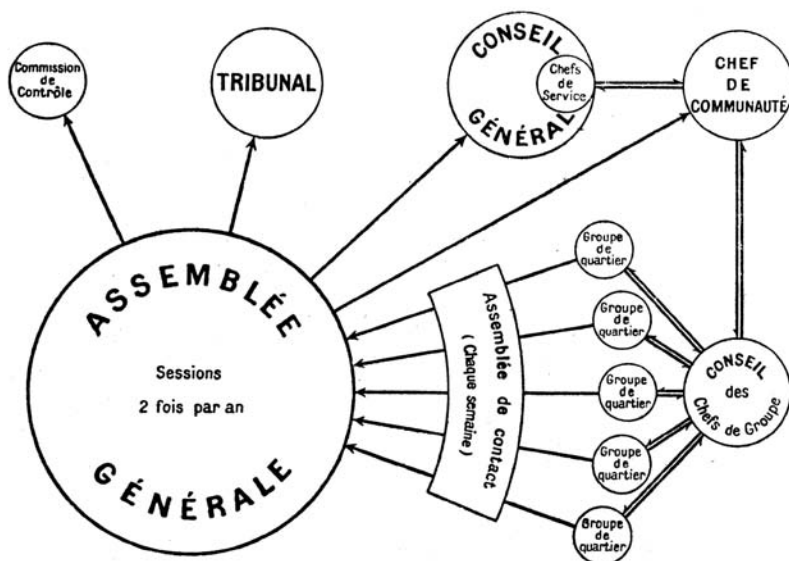 Commission
de
Contrôle
TRIBUNAL
CONSEIL
GÉNÉRAL
Chefs
de
Service
CHEF
DE
COMMUNAUTÉ
ASSEMBLÉE
GÉNÉRALE
Sessions
2 fois par an
Assemblée de contact
(Chaque semaine)
Groupe
de
quartier
Groupe
de
quartier
Groupe
de
quartier
Groupe
de
quartier
Groupe
de
quartier
CONSEIL
des
Chefs de Groupe